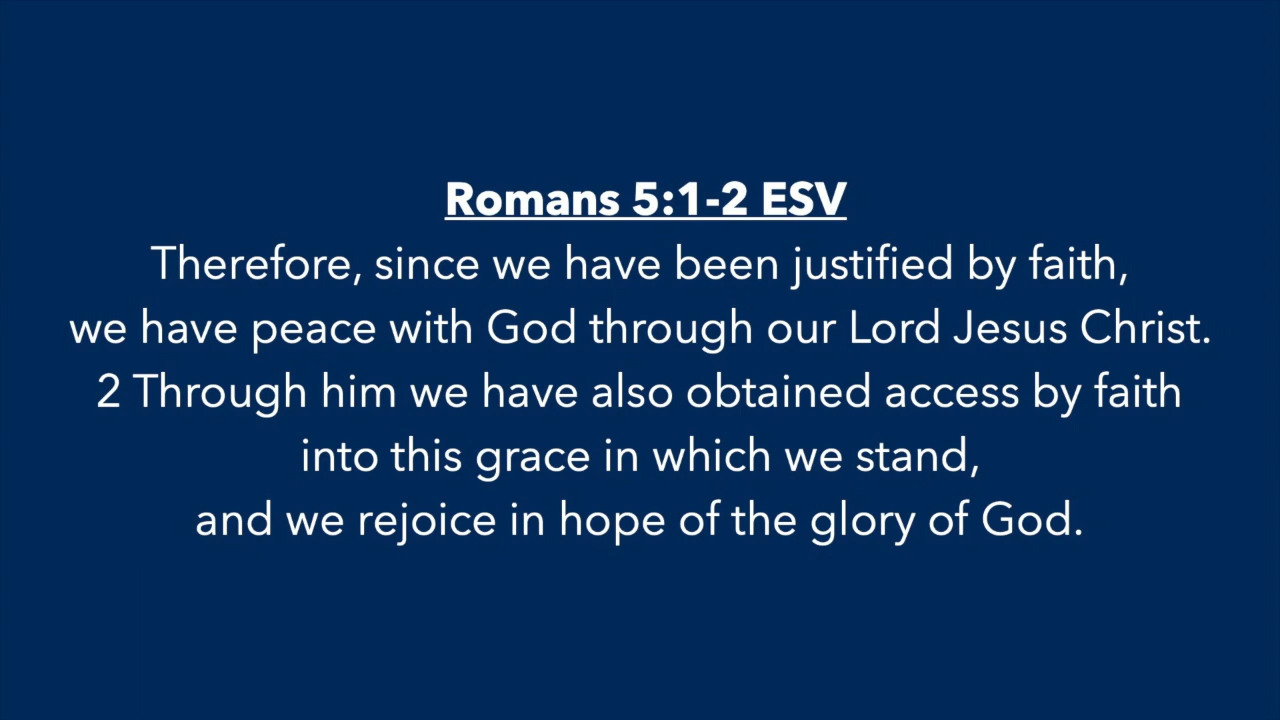 Romans 5:1-2 ESV
Therefore, since we have been justified by faith,
we have peace with God through our Lord Jesus Christ.
2 Through him we have also obtained access by faith
into this grace in which we stand,
and we rejoice in hope of the glory of God.